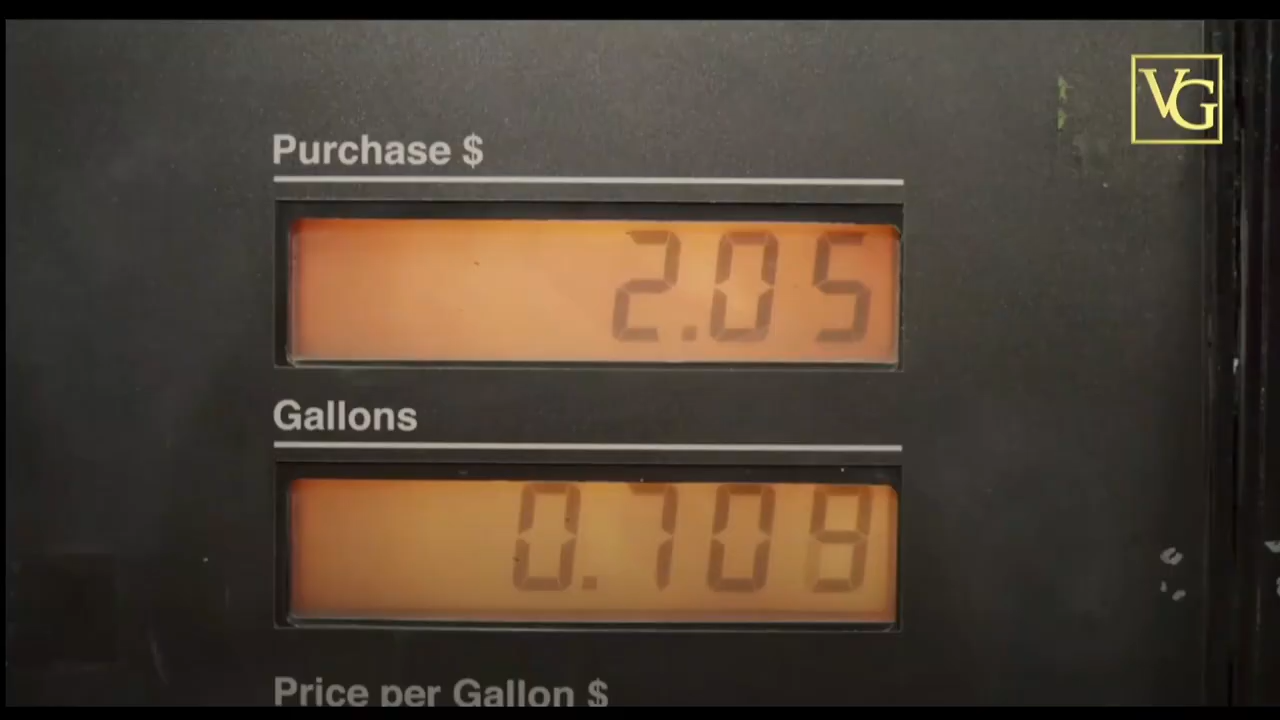 VG
Purchase $
2.05
Gallons
0.709
Price per Gallon $